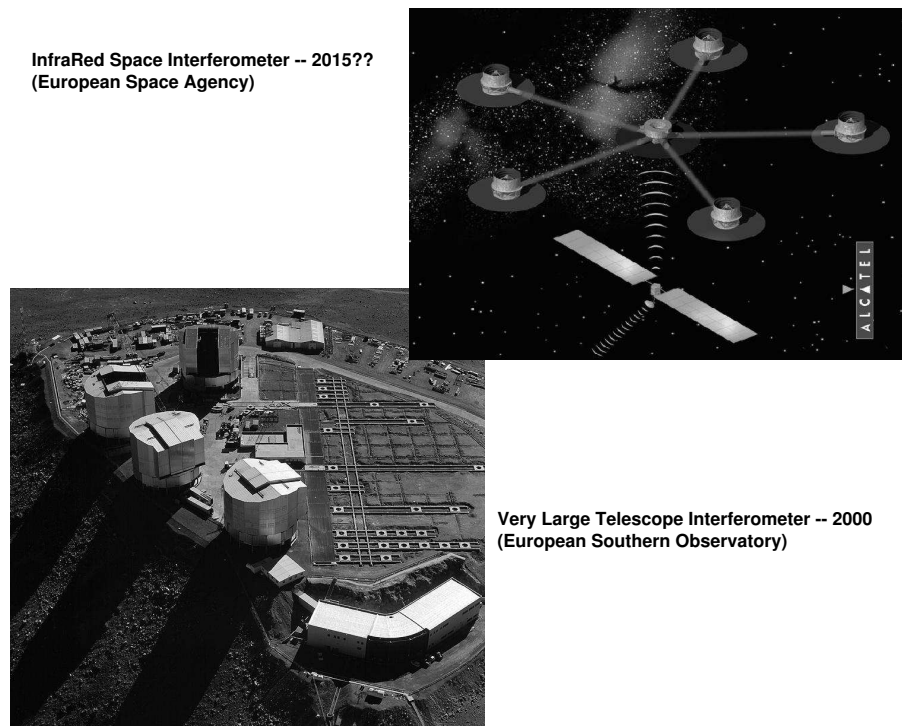 InfraRed Space Interferometer -- 2015??
(European Space Agency)
ALCATEL
Very Large Telescope Interferometer -- 2000
(European Southern Observatory)